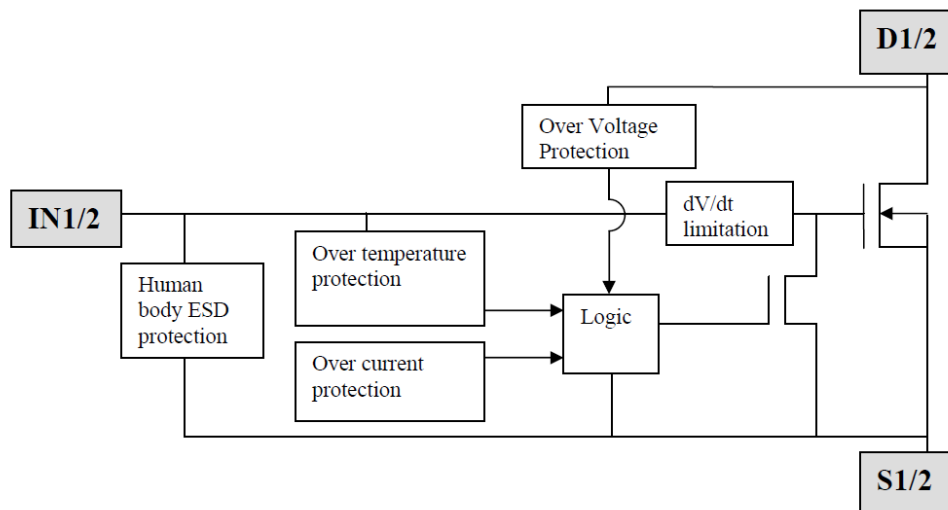 D1/2
Over Voltage
Protection
IN1/2
dV/dt
limitation
Over temperature
protection
Human
body ESD
protection
Logic
Over current
protection
S1/2